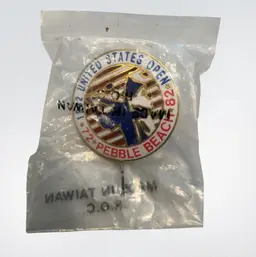 UNITED STATES OPEN
'72 • PEBBLE BEACH • '82
MADE IN TAIWAN
R.O.C.